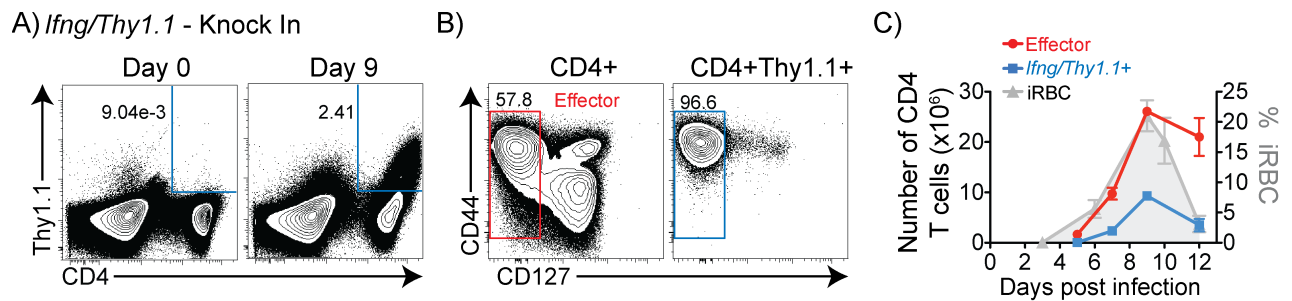 A) Ifng/Thy1.1 - Knock In
Day 0
Day 9
9.04e-3
2.41
Thy1.1
CD4
B)
CD4+
CD4+Thy1.1+
57.8
Effector
96.6
CD44
CD127
C)
Effector
Ifng/Thy1.1+
iRBC
Number of CD4
T cells (x10⁶)
30
20
10
0
25
20
15
10
5
0
% iRBC
0 2 4 6 8 10 12
Days post infection